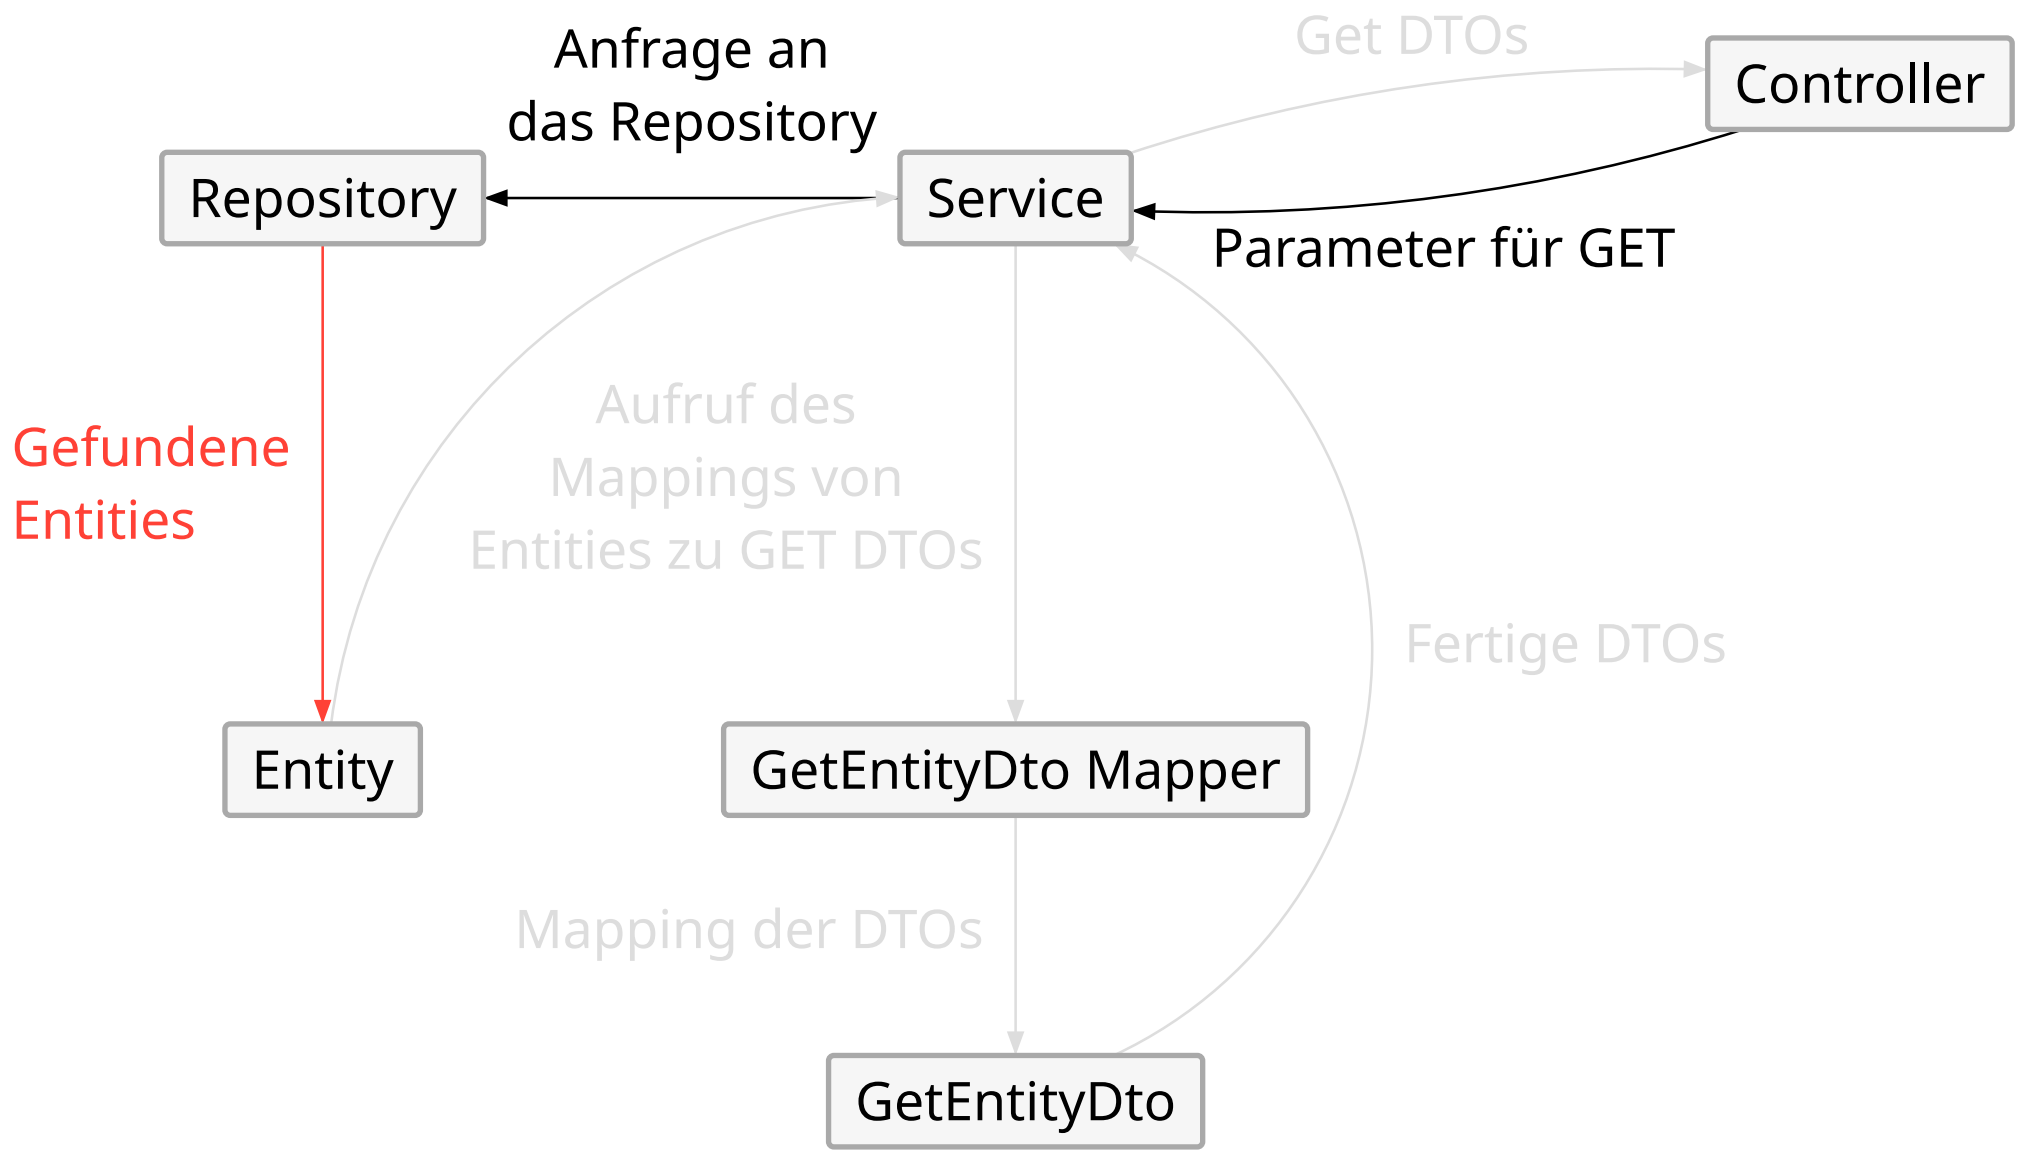 Get DTOs
Anfrage an
das Repository
Controller
Repository
Service
Parameter für GET
Aufruf des
Mappings von
Entities zu GET DTOs
Gefundene
Entities
Fertige DTOs
Entity
GetEntityDto Mapper
Mapping der DTOs
GetEntityDto